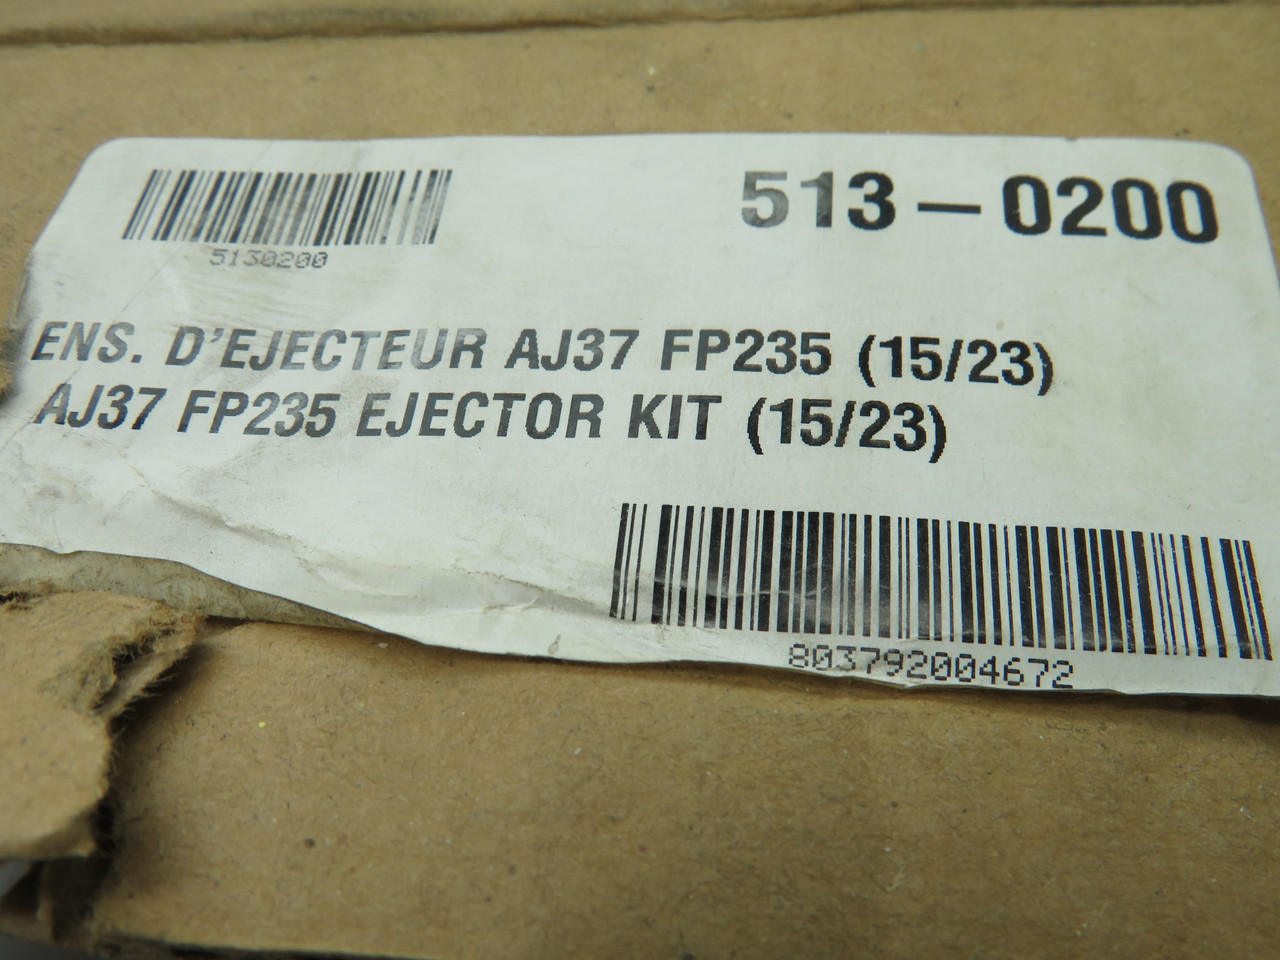 513-0200
5130200
ENS. D'EJECTEUR AJ37 FP235 (15/23)
AJ37 FP235 EJECTOR KIT (15/23)
803792004672